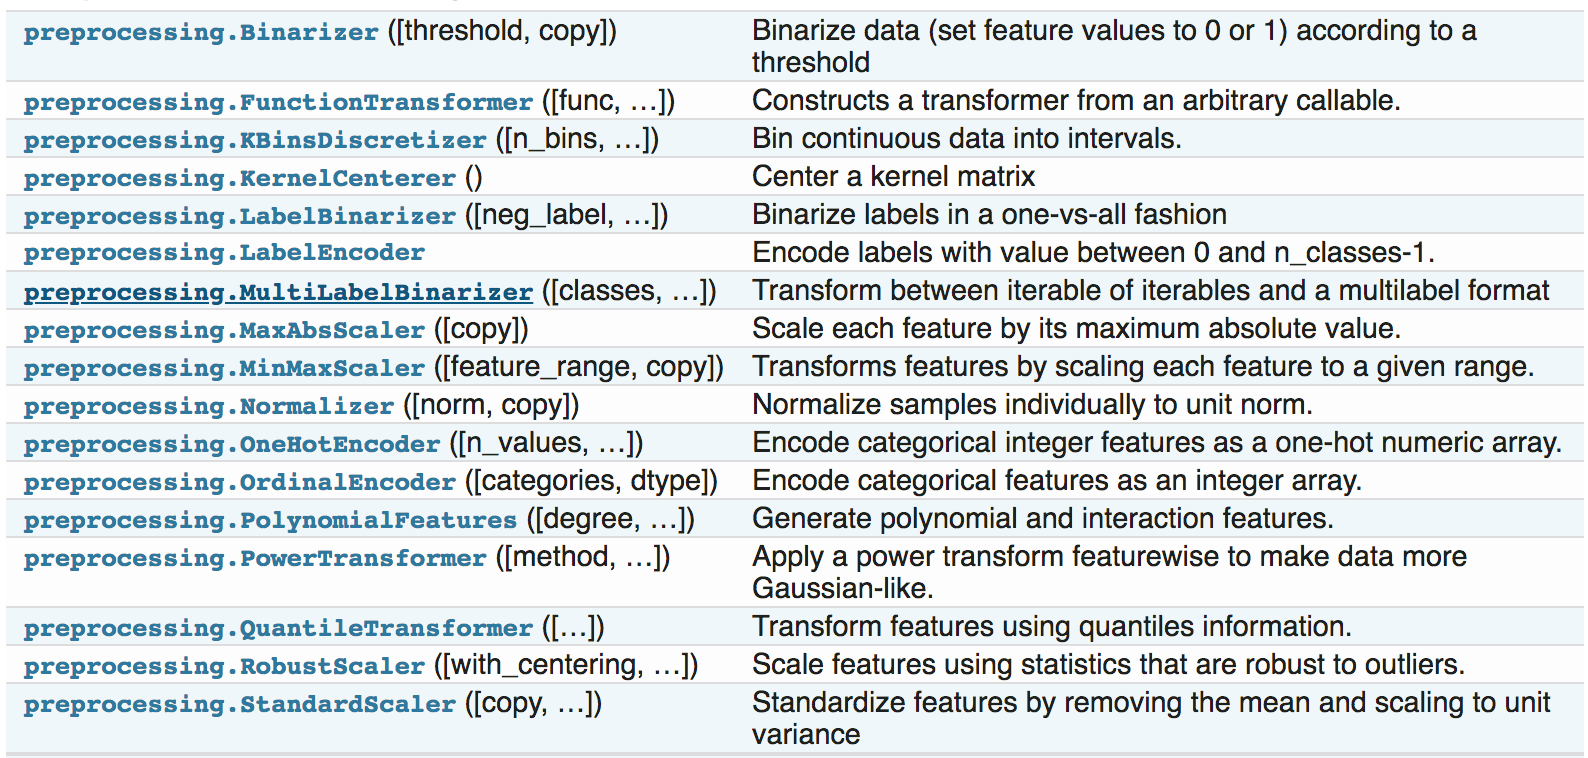 preprocessing.Binarizer ([threshold, copy]) Binarize data (set feature values to 0 or 1) according to a
threshold
preprocessing.FunctionTransformer ([func, …]) Constructs a transformer from an arbitrary callable.
preprocessing.KBinsDiscretizer ([n_bins, …]) Bin continuous data into intervals.
preprocessing.KernelCenterer () Center a kernel matrix
preprocessing.LabelBinarizer ([neg_label, …]) Binarize labels in a one-vs-all fashion
preprocessing.LabelEncoder Encode labels with value between 0 and n_classes-1.
preprocessing.MultiLabelBinarizer ([classes, …]) Transform between iterable of iterables and a multilabel format
preprocessing.MaxAbsScaler ([copy]) Scale each feature by its maximum absolute value.
preprocessing.MinMaxScaler ([feature_range, copy]) Transforms features by scaling each feature to a given range.
preprocessing.Normalizer ([norm, copy]) Normalize samples individually to unit norm.
preprocessing.OneHotEncoder ([n_values, …]) Encode categorical integer features as a one-hot numeric array.
preprocessing.OrdinalEncoder ([categories, dtype]) Encode categorical features as an integer array.
preprocessing.PolynomialFeatures ([degree, …]) Generate polynomial and interaction features.
preprocessing.PowerTransformer ([method, …]) Apply a power transform featurewise to make data more
Gaussian-like.
preprocessing.QuantileTransformer ([…]) Transform features using quantiles information.
preprocessing.RobustScaler ([with_centering, …]) Scale features using statistics that are robust to outliers.
preprocessing.StandardScaler ([copy, …]) Standardize features by removing the mean and scaling to unit
variance